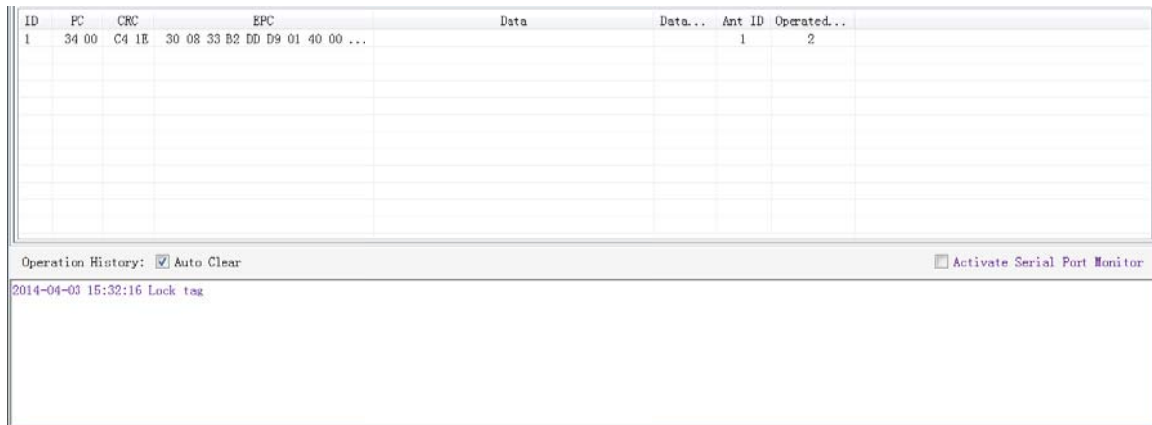 ID PC CRC EPC Data Data... Ant ID Operated...
1 34 00 C4 1E 30 08 33 B2 DD D9 01 40 00 ... 1 2
Operation History: Auto Clear Activate Serial Port Monitor
2014-04-03 15:32:16 Lock tag